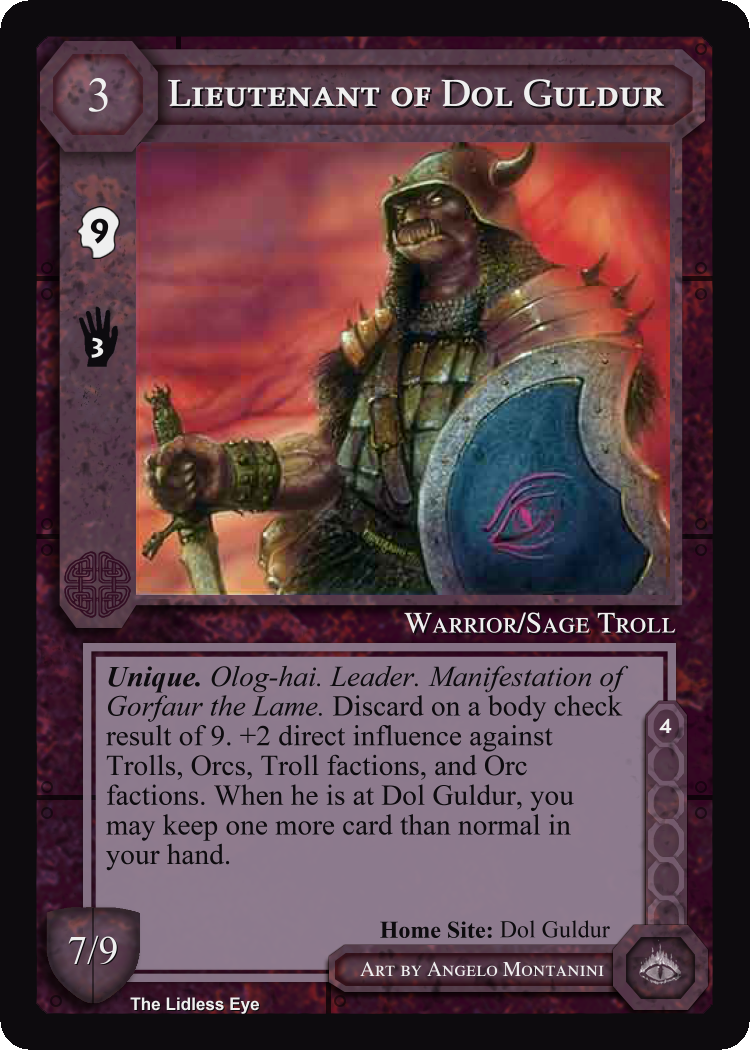 3
Lieutenant of Dol Guldur
9
3
Warrior/Sage Troll
Unique. Olog-hai. Leader. Manifestation of
Gorfaur the Lame. Discard on a body check
result of 9. +2 direct influence against
Trolls, Orcs, Troll factions, and Orc
factions. When he is at Dol Guldur, you
may keep one more card than normal in
your hand.
4
Home Site: Dol Guldur
7/9
Art by Angelo Montanini
The Lidless Eye